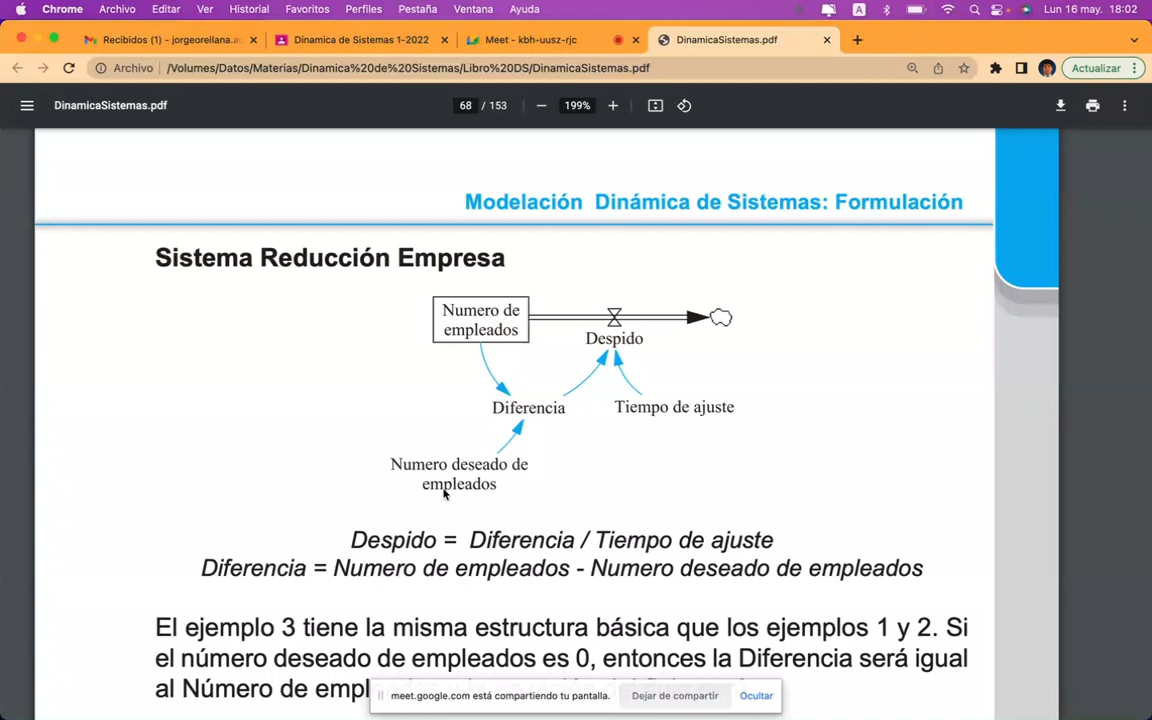 Chrome Archivo Editar Ver Historial Favoritos Perfiles Pestaña Ventana Ayuda A Lun 16 may. 18:02
Recibidos (1) - jorgeorellana.a Dinamica de Sistemas 1-2022 Meet - kbh-uusz-rjc DinamicaSistemas.pdf
Archivo /Volumes/Datos/Materias/Dinamica%20de%20Sistemas/Libro%20DS/DinamicaSistemas.pdf Actualizar
DinamicaSistemas.pdf 68 / 153 199%
Modelación Dinámica de Sistemas: Formulación
Sistema Reducción Empresa
Numero de
empleados
Despido
Diferencia Tiempo de ajuste
Numero deseado de
empleados
Despido = Diferencia / Tiempo de ajuste
Diferencia = Numero de empleados - Numero deseado de empleados
El ejemplo 3 tiene la misma estructura básica que los ejemplos 1 y 2. Si
el número deseado de empleados es 0, entonces la Diferencia será igual
al Número de empl
meet.google.com está compartiendo tu pantalla. Dejar de compartir Ocultar